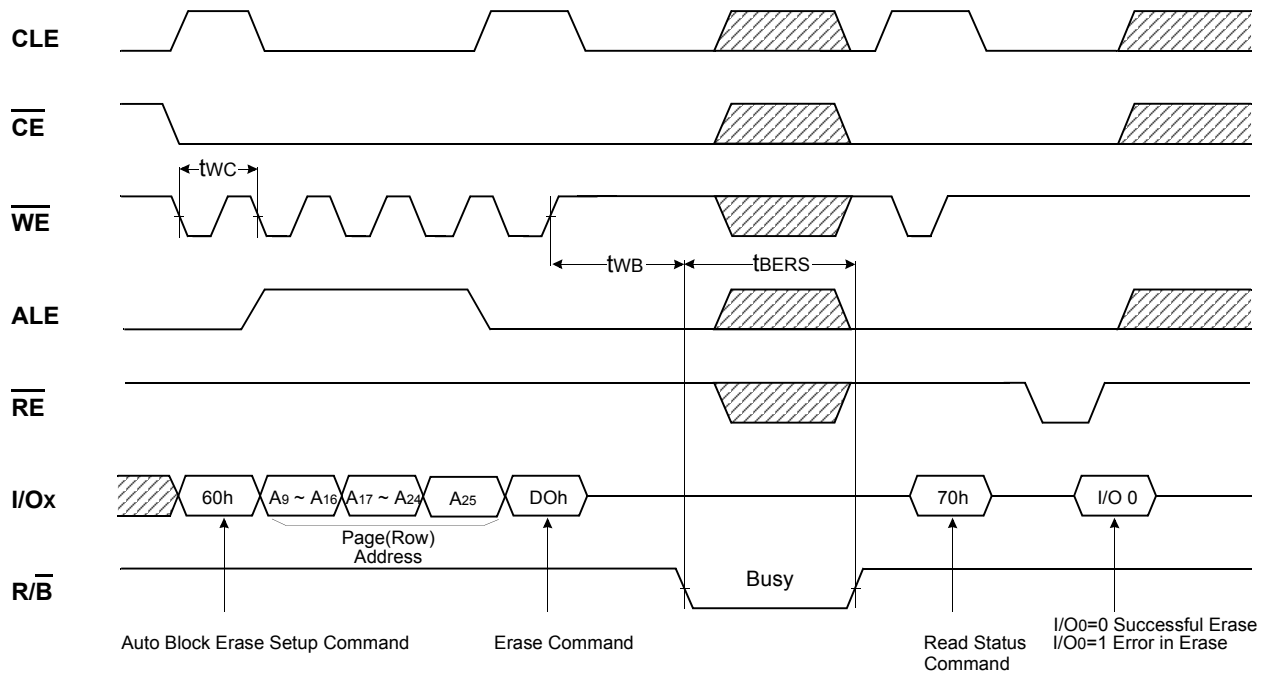 CLE
CE
tWC
WE
tWB
tBERS
ALE
RE
I/Ox
60h
A9 ~ A16
A17 ~ A24
A25
DOh
70h
I/O 0
Page(Row)
Address
R/B
Busy
Auto Block Erase Setup Command
Erase Command
Read Status
Command
I/O0=0 Successful Erase
I/O0=1 Error in Erase